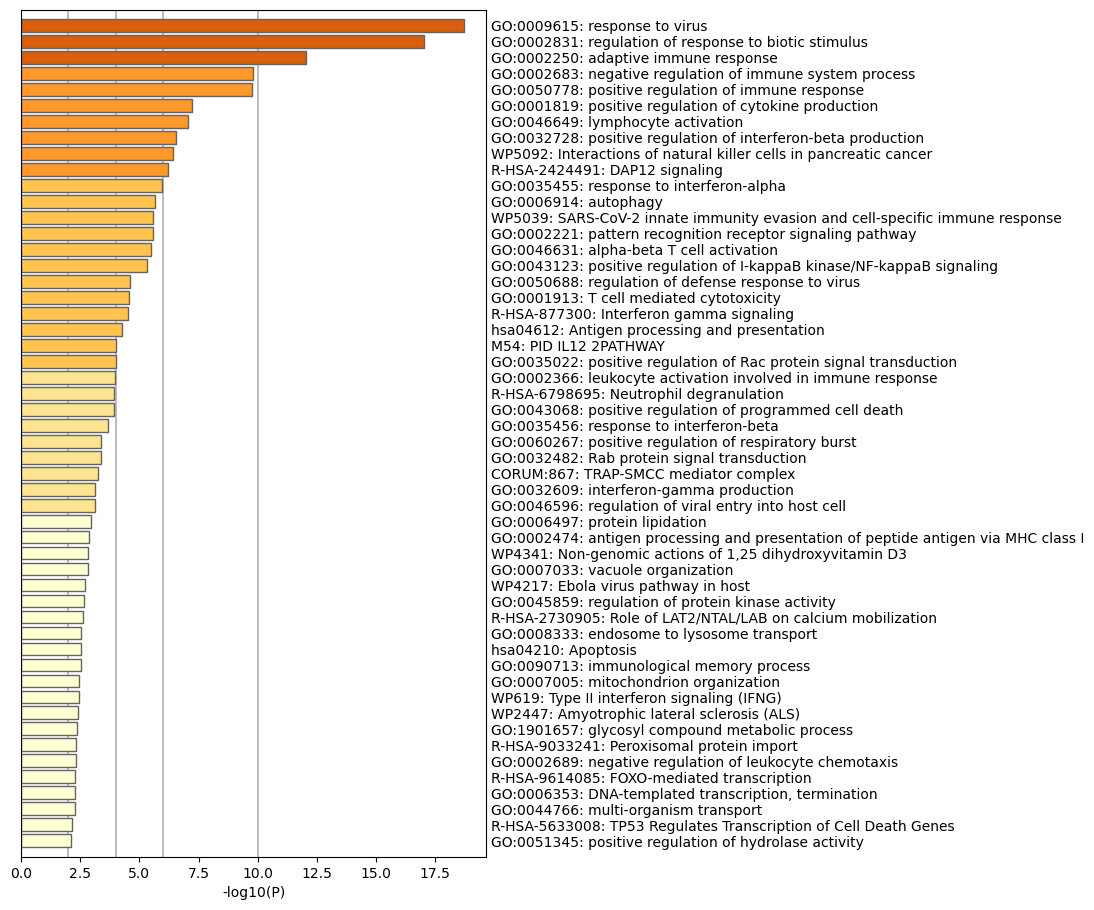 GO:0009615: response to virus
GO:0002831: regulation of response to biotic stimulus
GO:0002250: adaptive immune response
GO:0002683: negative regulation of immune system process
GO:0050778: positive regulation of immune response
GO:0001819: positive regulation of cytokine production
GO:0046649: lymphocyte activation
GO:0032728: positive regulation of interferon-beta production
WP5092: Interactions of natural killer cells in pancreatic cancer
R-HSA-2424491: DAP12 signaling
GO:0035455: response to interferon-alpha
GO:0006914: autophagy
WP5039: SARS-CoV-2 innate immunity evasion and cell-specific immune response
GO:0002221: pattern recognition receptor signaling pathway
GO:0046631: alpha-beta T cell activation
GO:0043123: positive regulation of I-kappaB kinase/NF-kappaB signaling
GO:0050688: regulation of defense response to virus
GO:0001913: T cell mediated cytotoxicity
R-HSA-877300: Interferon gamma signaling
hsa04612: Antigen processing and presentation
M54: PID IL12 2PATHWAY
GO:0035022: positive regulation of Rac protein signal transduction
GO:0002366: leukocyte activation involved in immune response
R-HSA-6798695: Neutrophil degranulation
GO:0043068: positive regulation of programmed cell death
GO:0035456: response to interferon-beta
GO:0060267: positive regulation of respiratory burst
GO:0032482: Rab protein signal transduction
CORUM:867: TRAP-SMCC mediator complex
GO:0032609: interferon-gamma production
GO:0046596: regulation of viral entry into host cell
GO:0006497: protein lipidation
GO:0002474: antigen processing and presentation of peptide antigen via MHC class I
WP4341: Non-genomic actions of 1,25 dihydroxyvitamin D3
GO:0007033: vacuole organization
WP4217: Ebola virus pathway in host
GO:0045859: regulation of protein kinase activity
R-HSA-2730905: Role of LAT2/NTAL/LAB on calcium mobilization
GO:0008333: endosome to lysosome transport
hsa04210: Apoptosis
GO:0090713: immunological memory process
GO:0007005: mitochondrion organization
WP619: Type II interferon signaling (IFNG)
WP2447: Amyotrophic lateral sclerosis (ALS)
GO:1901657: glycosyl compound metabolic process
R-HSA-9033241: Peroxisomal protein import
GO:0002689: negative regulation of leukocyte chemotaxis
R-HSA-9614085: FOXO-mediated transcription
GO:0006353: DNA-templated transcription, termination
GO:0044766: multi-organism transport
R-HSA-5633008: TP53 Regulates Transcription of Cell Death Genes
GO:0051345: positive regulation of hydrolase activity
0.0 2.5 5.0 7.5 10.0 12.5 15.0 17.5
-log10(P)